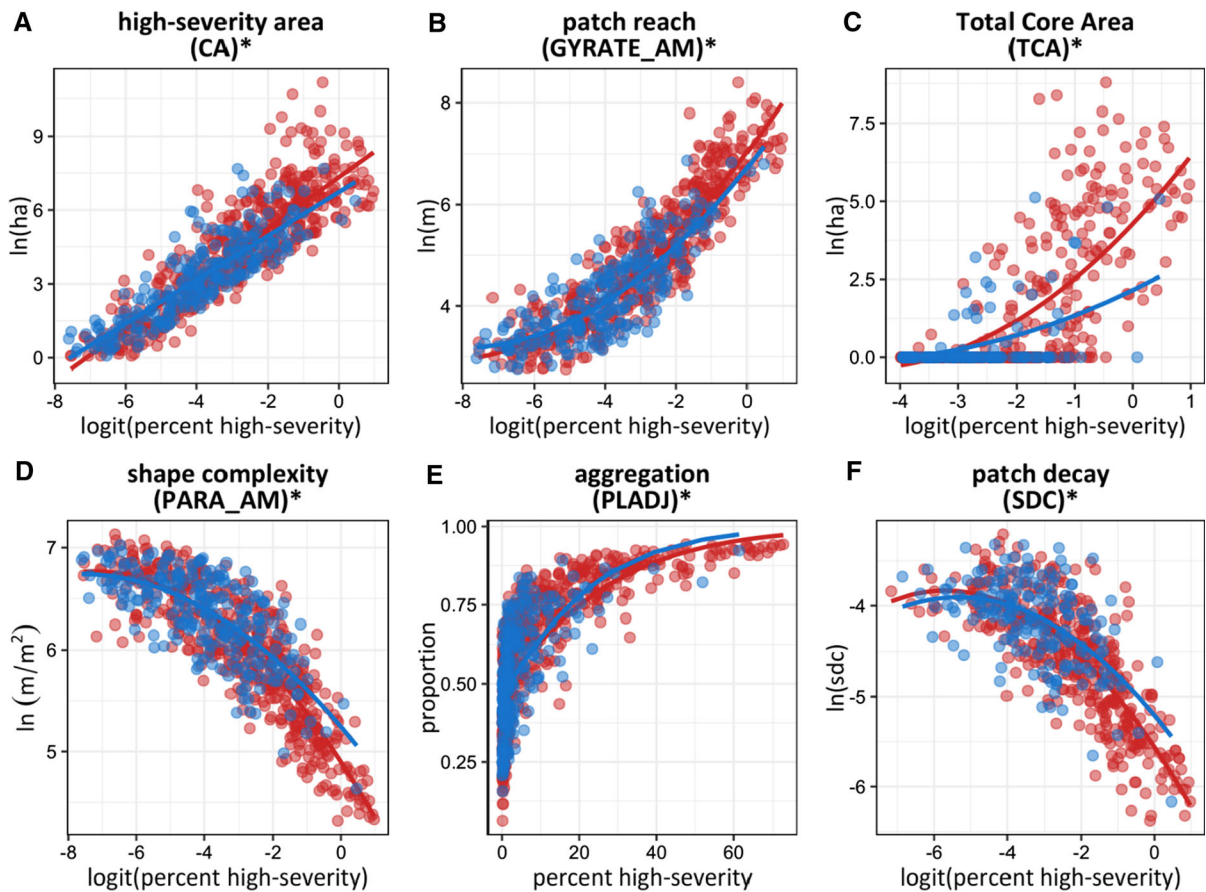 A
high-severity area
(CA)*
ln(ha)
9
6
3
0
-8 -6 -4 -2 0
logit(percent high-severity)
B
patch reach
(GYRATE_AM)*
ln(m)
8
6
4
-8 -6 -4 -2 0
logit(percent high-severity)
C
Total Core Area
(TCA)*
ln(ha)
7.5
5.0
2.5
0.0
-4 -3 -2 -1 0 1
logit(percent high-severity)
D
shape complexity
(PARA_AM)*
ln (m/m²)
7
6
5
-8 -6 -4 -2 0
logit(percent high-severity)
E
aggregation
(PLADJ)*
proportion
1.00
0.75
0.50
0.25
0 20 40 60
percent high-severity
F
patch decay
(SDC)*
ln(sdc)
-4
-5
-6
-6 -4 -2 0
logit(percent high-severity)